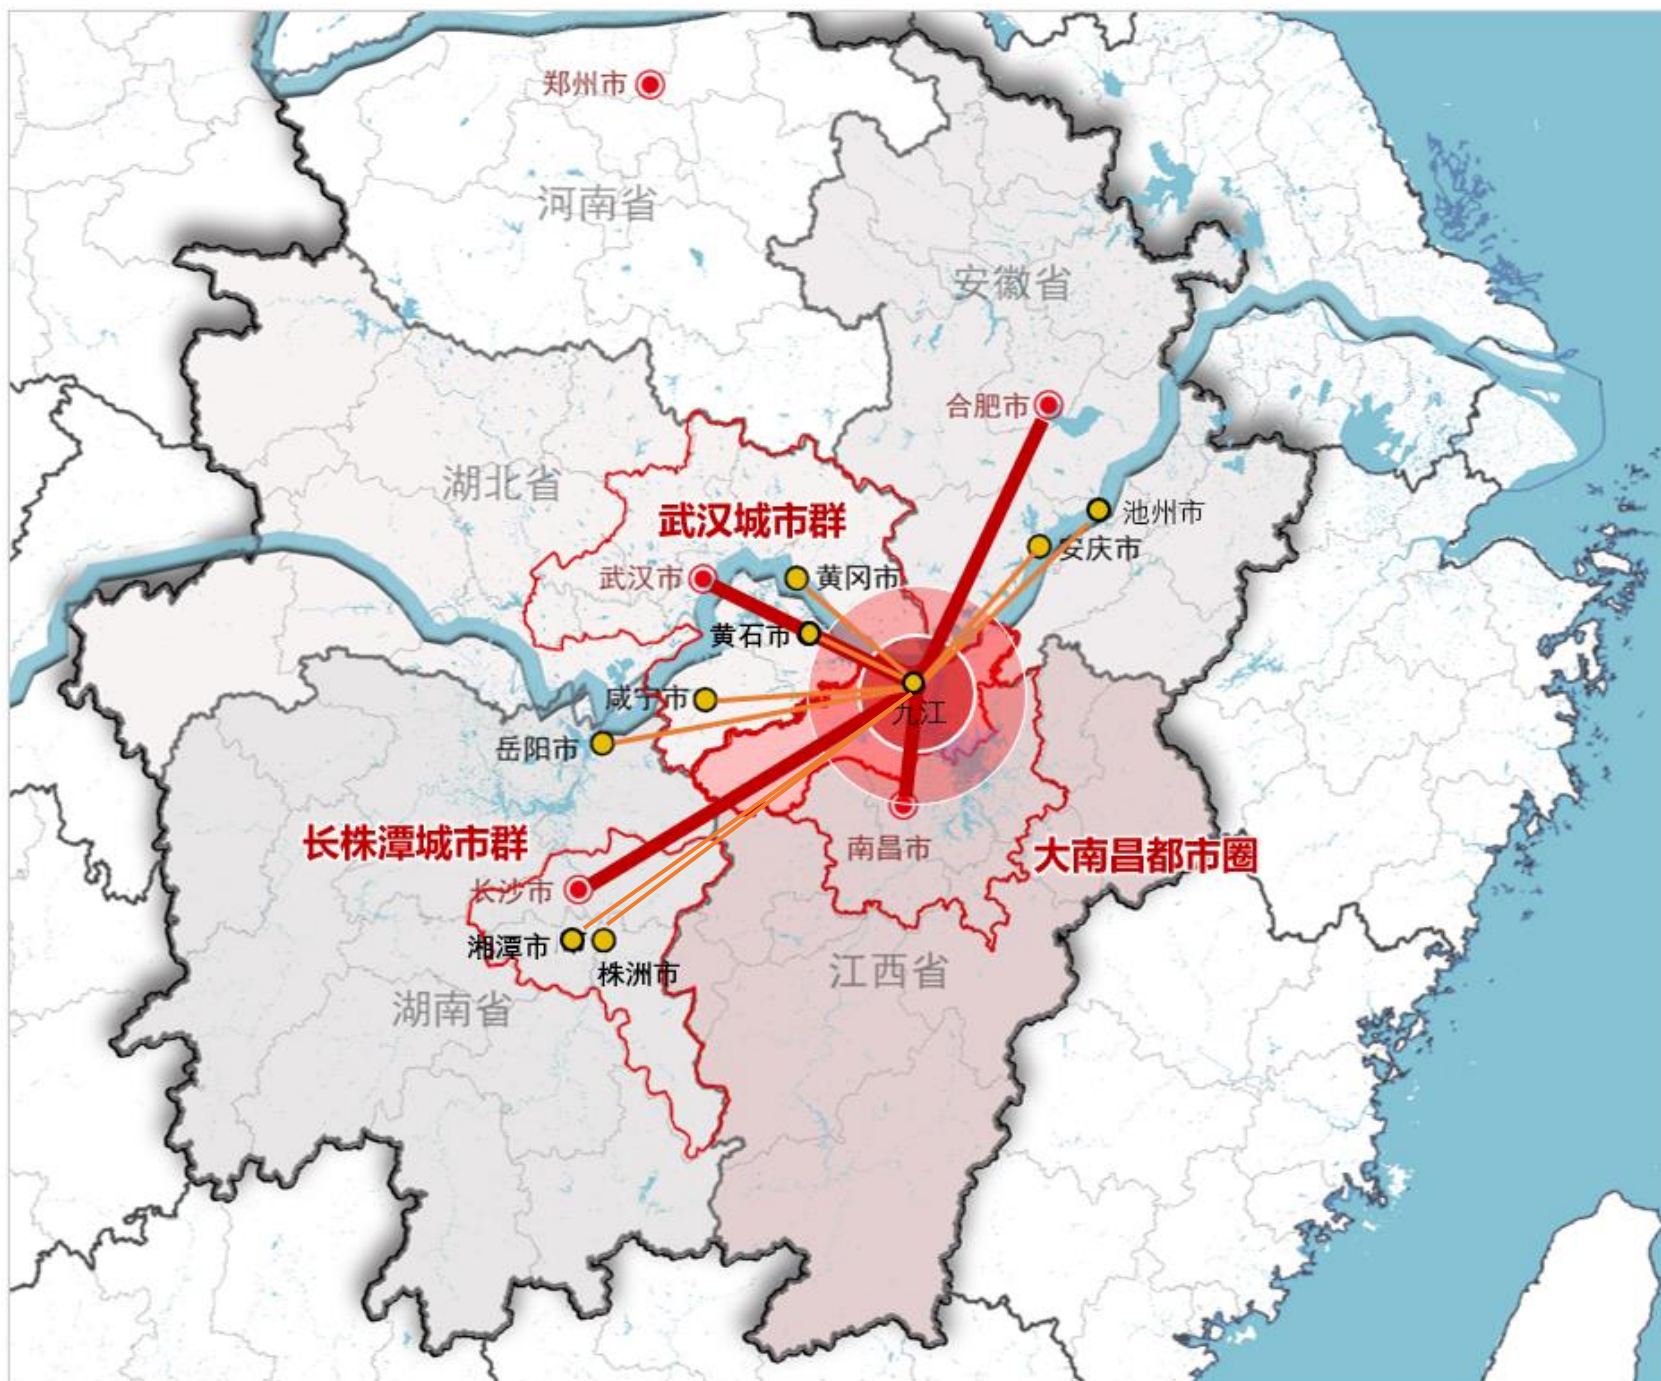 郑州市
河南省
安徽省
合肥市
湖北省
武汉城市群
池州市
安庆市
武汉市
黄冈市
黄石市
咸宁市
九江
岳阳市
长株潭城市群
南昌市
大南昌都市圈
长沙市
湘潭市
株洲市
江西省
湖南省